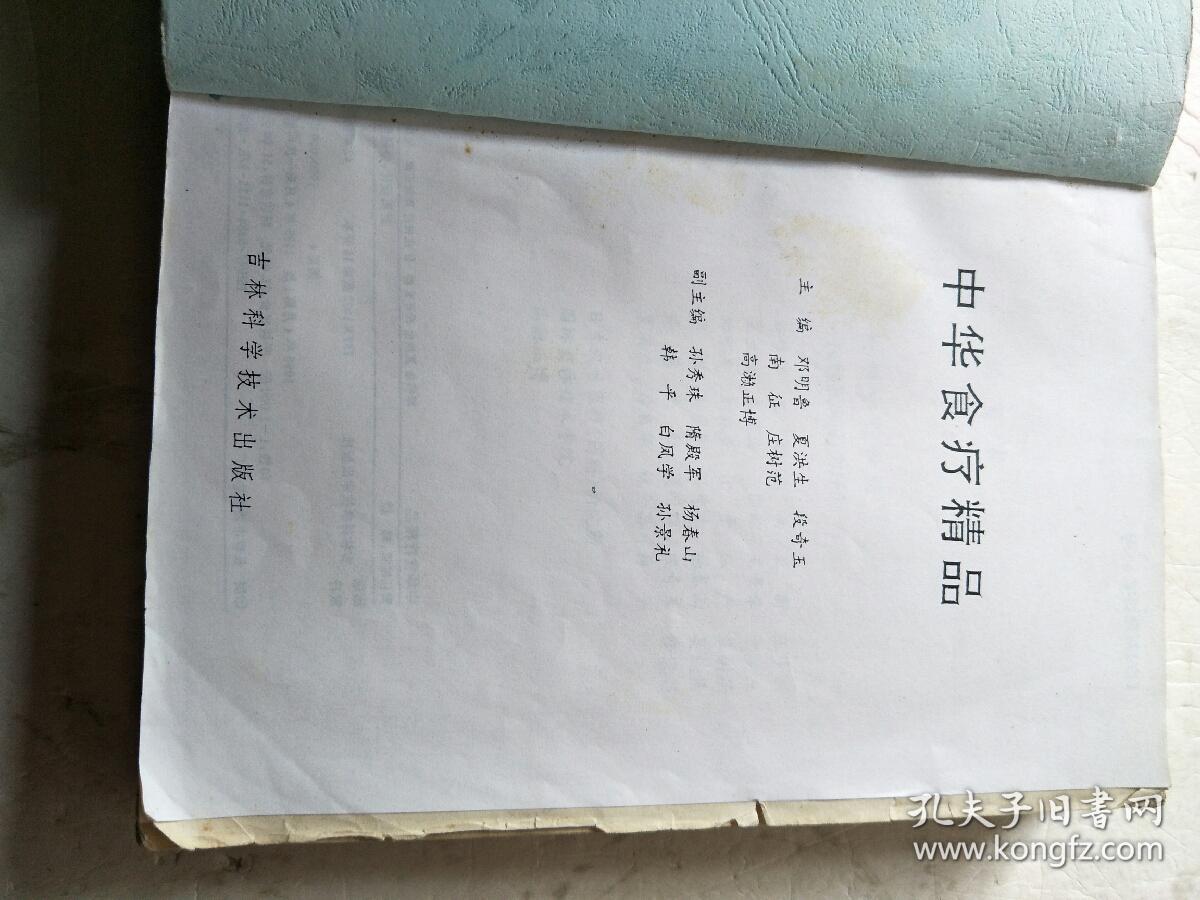 中华食疗精品
主 编 邓明鲁 夏洪生 段奇玉
南 征 庄树范
高濑正博
副主编 孙秀珠 隋殿军 杨春山
韩 平 白凤学 孙景礼
吉林科学技术出版社
孔夫子旧书网
www.kongfz.com